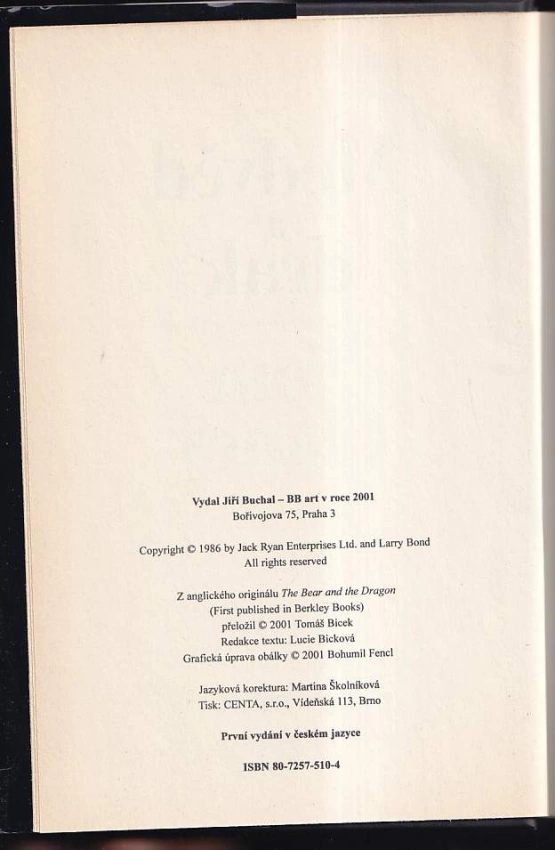 Vydal Jiří Buchal – BB art v roce 2001
Bořivojova 75, Praha 3
Copyright © 1986 by Jack Ryan Enterprises Ltd. and Larry Bond
All rights reserved
Z anglického originálu The Bear and the Dragon
(First published in Berkley Books)
přeložil © 2001 Tomáš Bicek
Redakce textu: Lucie Bicková
Grafická úprava obálky © 2001 Bohumil Fencl
Jazyková korektura: Martina Školníková
Tisk: CENTA, s.r.o., Vídeňská 113, Brno
První vydání v českém jazyce
ISBN 80-7257-510-4